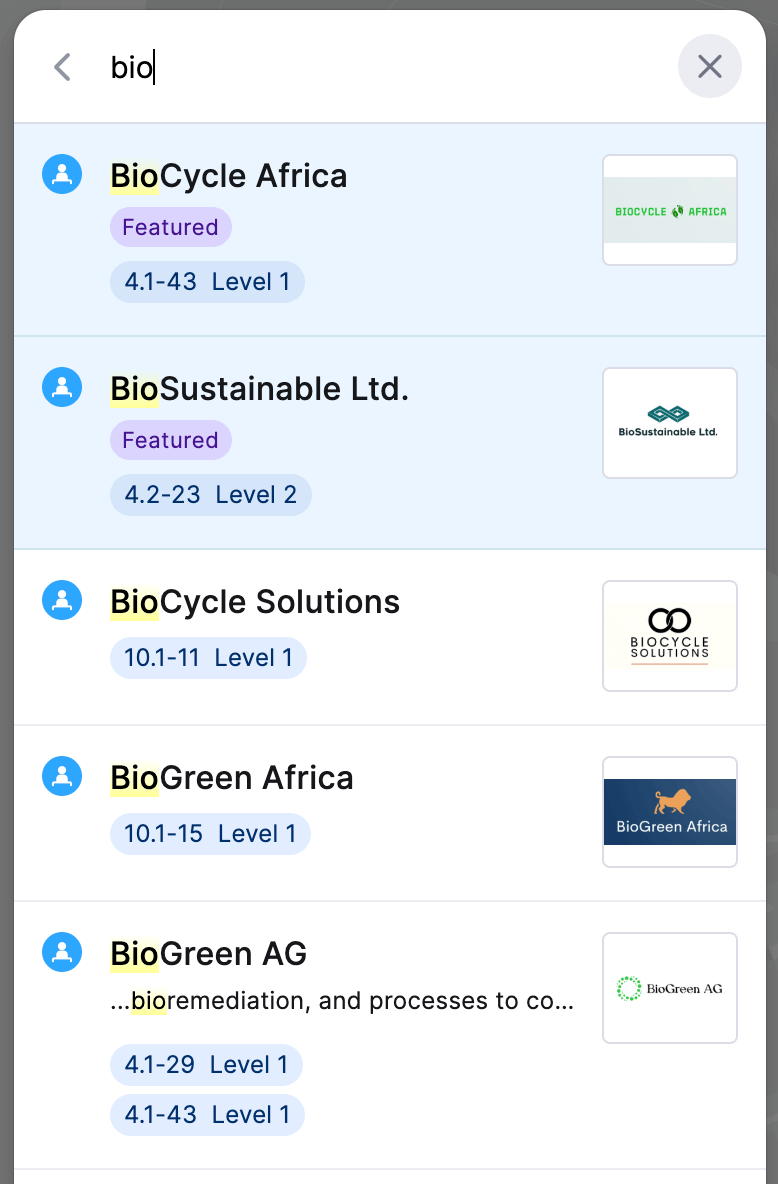 bio
BioCycle Africa
Featured
4.1-43 Level 1
BIOCYCLE AFRICA
BioSustainable Ltd.
Featured
4.2-23 Level 2
BioSustainable Ltd.
BioCycle Solutions
10.1-11 Level 1
BIOCYCLE
SOLUTIONS
BioGreen Africa
10.1-15 Level 1
BioGreen Africa
BioGreen AG
...bioremediation, and processes to co...
4.1-29 Level 1
4.1-43 Level 1
BioGreen AG